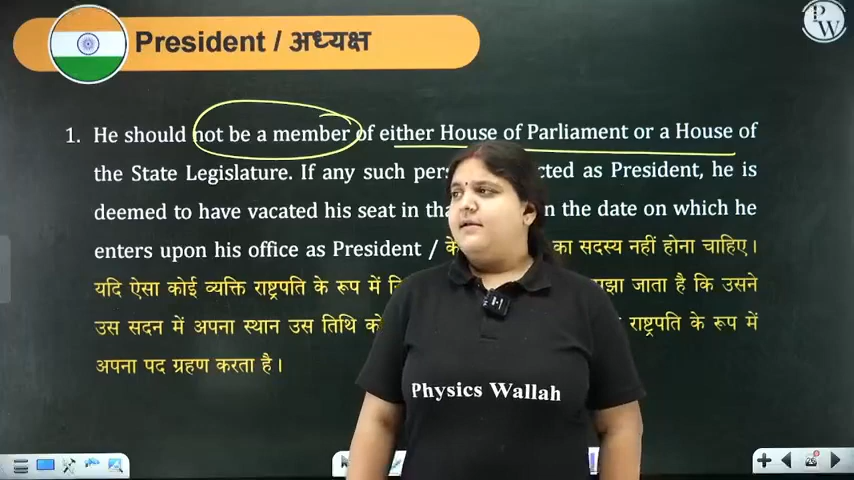 President / अध्यक्ष
PW
1. He should not be a member of either House of Parliament or a House of
the State Legislature. If any such cted as President, he is
deemed to have vacated his seat in n the date on which he
enters upon his office as President / का सदस्य नहीं होना चाहिए।
यदि ऐसा कोई व्यक्ति राष्ट्रपति के रूप में जाता है कि उसने
उस सदन में अपना स्थान उस तिथि को राष्ट्रपति के रूप में
अपना पद ग्रहण करता है।
Physics Wallah